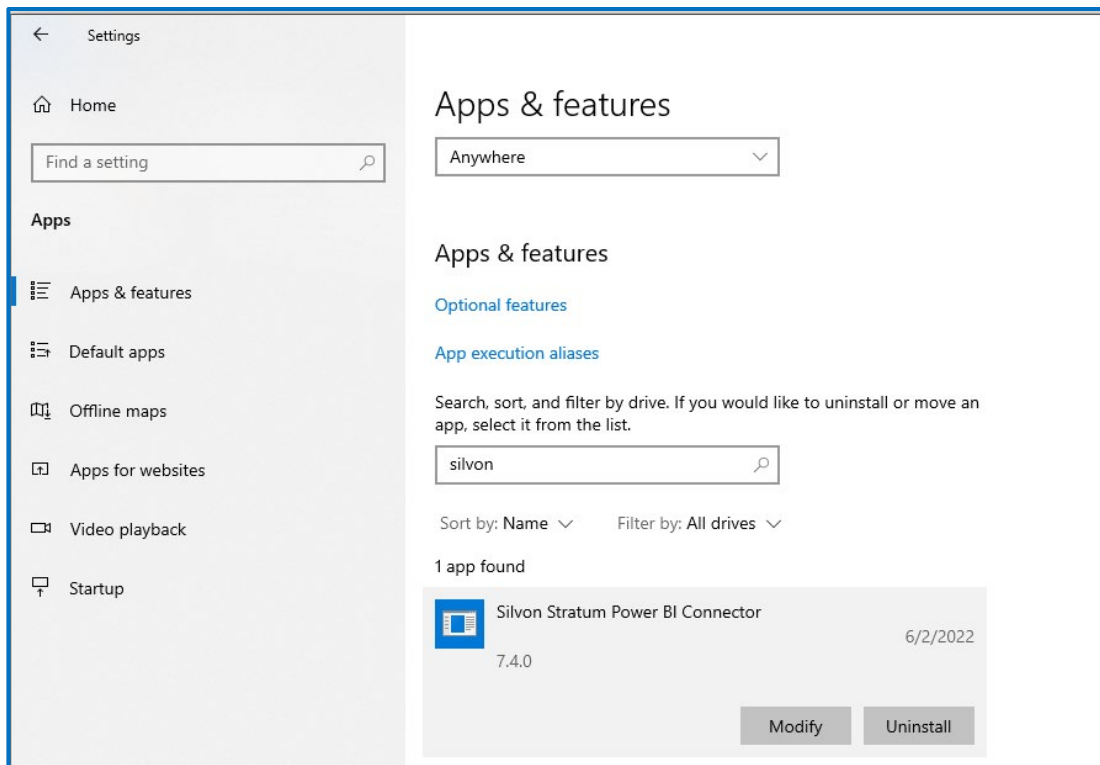 Settings
Home
Find a setting
Apps
Apps & features
Default apps
Offline maps
Apps for websites
Video playback
Startup
Apps & features
Anywhere
Apps & features
Optional features
App execution aliases
Search, sort, and filter by drive. If you would like to uninstall or move an
app, select it from the list.
silvon
Sort by: Name Filter by: All drives
1 app found
Silvon Stratum Power BI Connector
6/2/2022
7.4.0
Modify Uninstall